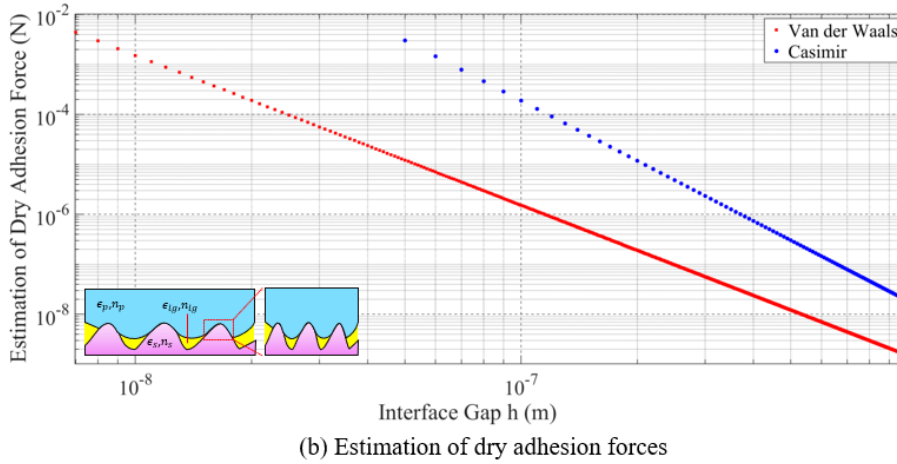 Estimation of Dry Adhesion Force (N)
10⁻²
10⁻⁴
10⁻⁶
10⁻⁸
Van der Waals
Casimir
ϵₚ,nₚ
ϵᵢg,nᵢg
ϵₛ,nₛ
10⁻⁸
10⁻⁷
Interface Gap h (m)
(b) Estimation of dry adhesion forces